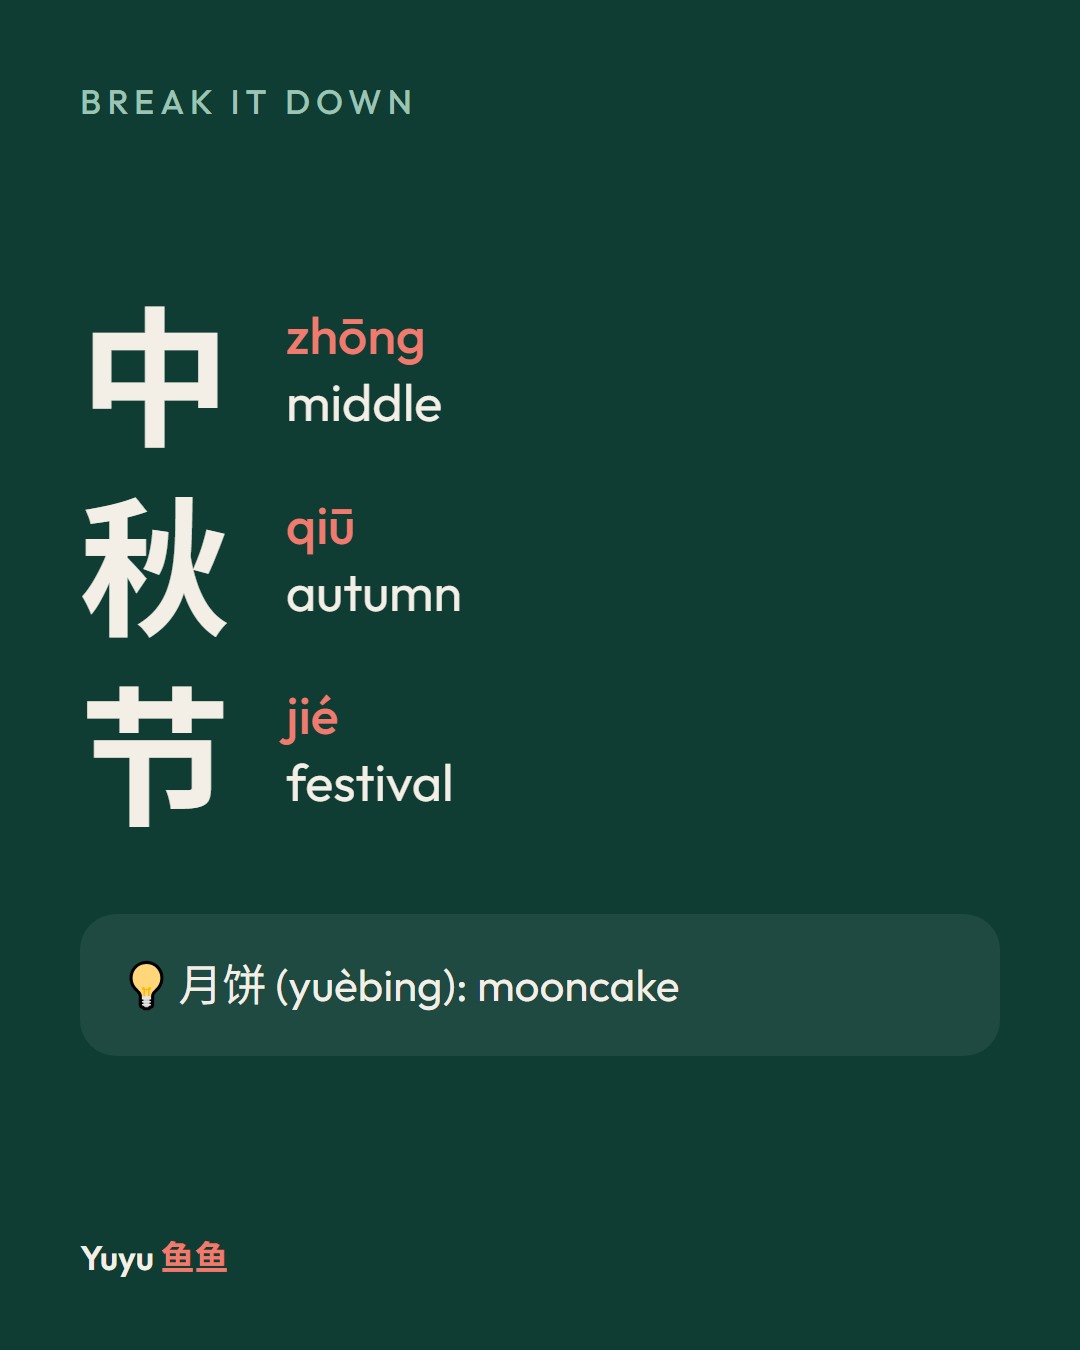 BREAK IT DOWN
中
zhōng
middle
秋
qiū
autumn
节
jié
festival
💡 月饼 (yuèbing): mooncake
Yuyu 鱼鱼